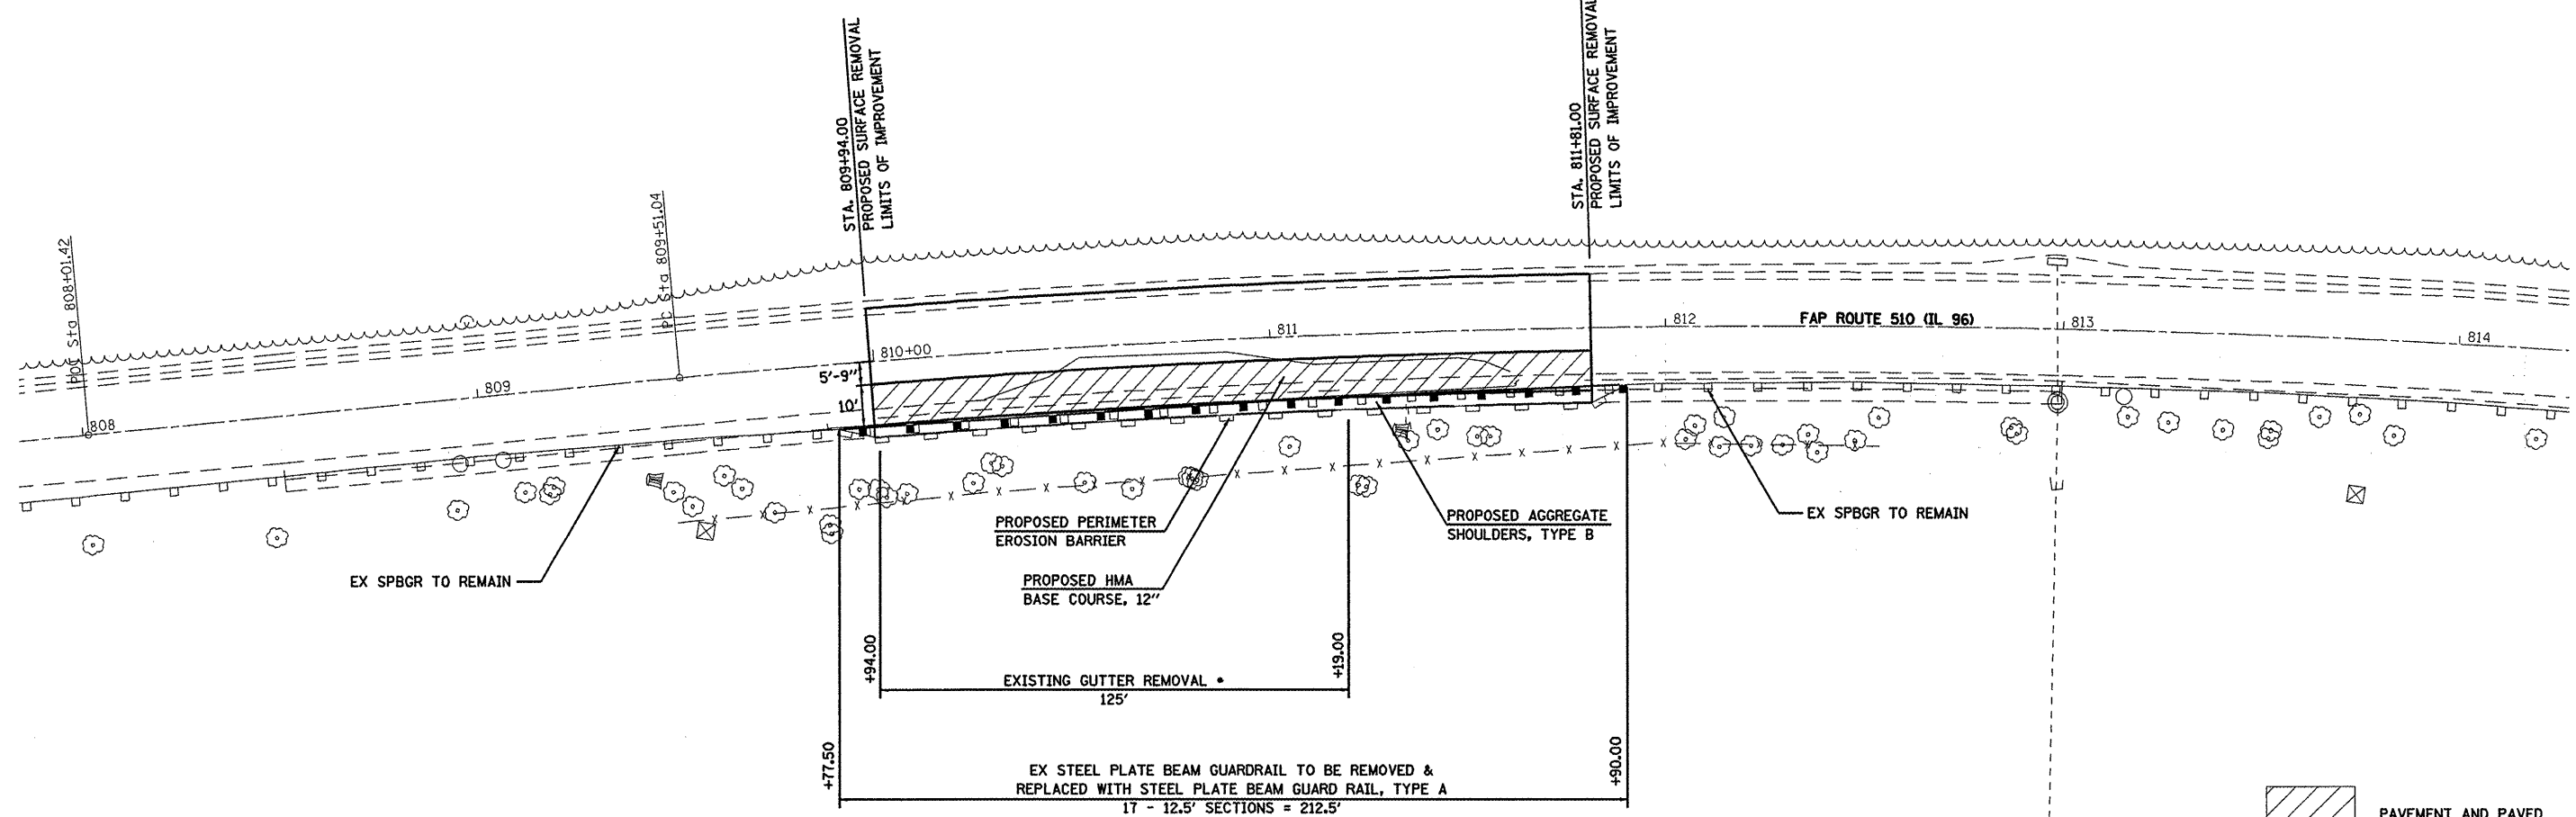 POT Sta 808+01.42
PC Sta 809+51.04
STA. 809+94.00
PROPOSED SURFACE REMOVAL
LIMITS OF IMPROVEMENT
STA. 811+81.00
PROPOSED SURFACE REMOVAL
LIMITS OF IMPROVEMENT
808
809
810+00
811
812
FAP ROUTE 510 (IL 96)
813
814
5'-9"
10'
EX SPBGR TO REMAIN
PROPOSED PERIMETER
EROSION BARRIER
PROPOSED HMA
BASE COURSE, 12"
PROPOSED AGGREGATE
SHOULDERS, TYPE B
EX SPBGR TO REMAIN
+94.00
EXISTING GUTTER REMOVAL *
125'
+19.00
+77.50
EX STEEL PLATE BEAM GUARDRAIL TO BE REMOVED &
REPLACED WITH STEEL PLATE BEAM GUARD RAIL, TYPE A
17 - 12.5' SECTIONS = 212.5'
+90.00
PAVEMENT AND PAVED